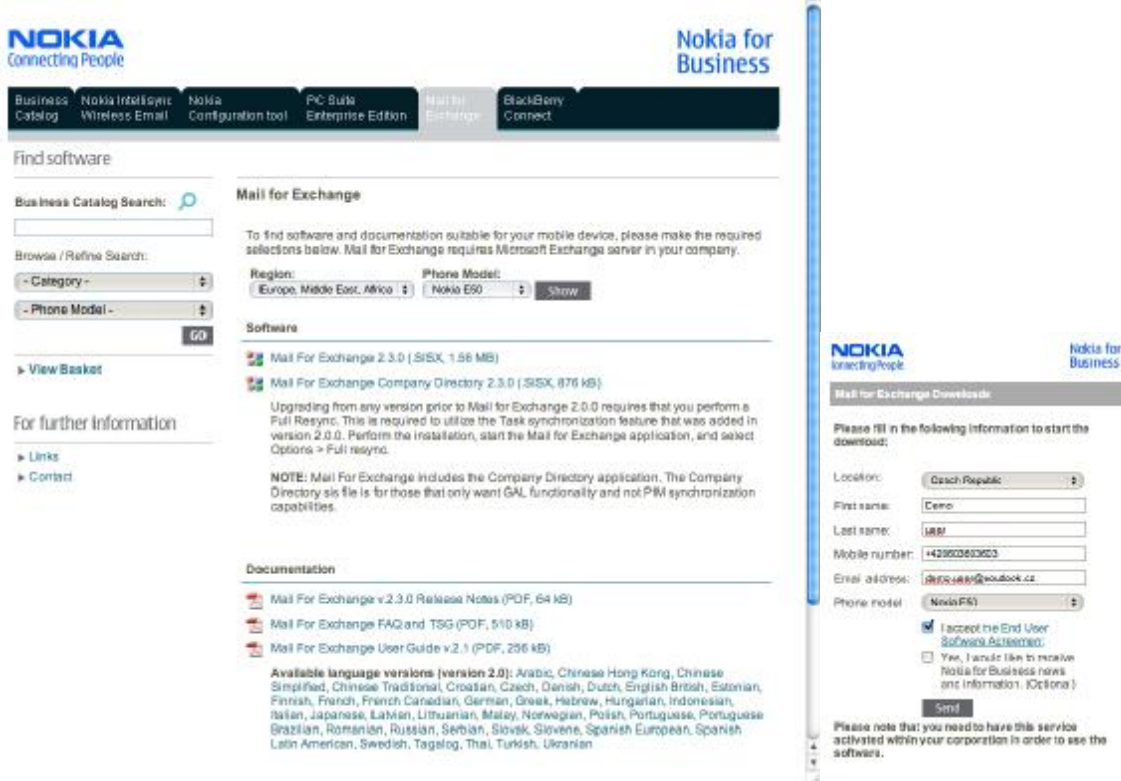 NOKIA
Connecting People
Nokia for
Business
Business Catalog
Nokia Intellisync Wireless Email
Nokia Configuration tool
PC Suite Enterprise Edition
Mail for Exchange
BlackBerry Connect
Find software
Business Catalog Search:
Browse / Refine Search:
- Category -
- Phone Model -
GO
View Basket
For further information
Links
Contact
Mail for Exchange
To find software and documentation suitable for your mobile device, please make the required
selections below. Mail for Exchange requires Microsoft Exchange server in your company.
Region: Phone Model:
Europe, Middle East, Africa Nokia E60 Show
Software
Mail For Exchange 2.3.0 (.SISX, 1.56 MB)
Mail For Exchange Company Directory 2.3.0 (.SISX, 876 kB)
Upgrading from any version prior to Mail for Exchange 2.0.0 requires that you perform a
Full Resync. This is required to utilize the Task synchronization feature that was added in
version 2.0.0. Perform the installation, start the Mail for Exchange application, and select
Options > Full resync.
NOTE: Mail For Exchange includes the Company Directory application. The Company
Directory sis file is for those that only want GAL functionality and not PIM synchronization
capabilities.
Documentation
Mail For Exchange v.2.3.0 Release Notes (PDF, 64 kB)
Mail For Exchange FAQ and TSG (PDF, 510 kB)
Mail For Exchange User Guide v.2.1 (PDF, 256 kB)
Available language versions (version 2.0): Arabic, Chinese Hong Kong, Chinese
Simplified, Chinese Traditional, Croatian, Czech, Danish, Dutch, English British, Estonian,
Finnish, French, French Canadian, German, Greek, Hebrew, Hungarian, Indonesian,
Italian, Japanese, Latvian, Lithuanian, Malay, Norwegian, Polish, Portuguese, Portuguese
Brazilian, Romanian, Russian, Serbian, Slovak, Slovene, Spanish European, Spanish
Latin American, Swedish, Tagalog, Thai, Turkish, Ukranian
NOKIA
Connecting People
Nokia for
Business
Mail for Exchange Downloads
Please fill in the following information to start the
download:
Location: Czech Republic
First name: Demo
Last name: user
Mobile number:
Email address:
Phone model Nokia E60
I accept the End User
Software Agreement
Yes, I would like to receive
Nokia for Business news
and information. (Optional)
Send
Please note that you need to have this service
activated within your corporation in order to use the
software.